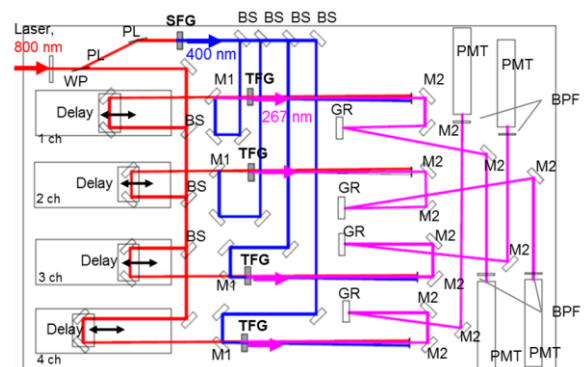 SFG BS BS BS BS
Laser,
800 nm
PL
PL
WP
400 nm
PMT
PMT
M1
TFG
M2
BPF
Delay
267 nm
GR
M2
M2
1 ch
BS
M2
M1
TFG
M2
M2
Delay
GR
2 ch
BS
M2
GR
M2
Delay
TFG
M2
M2
3 ch
M1
M2
BS
GR
M2
BPF
Delay
TFG
M2
4 ch
M1
M2
PMT
PMT